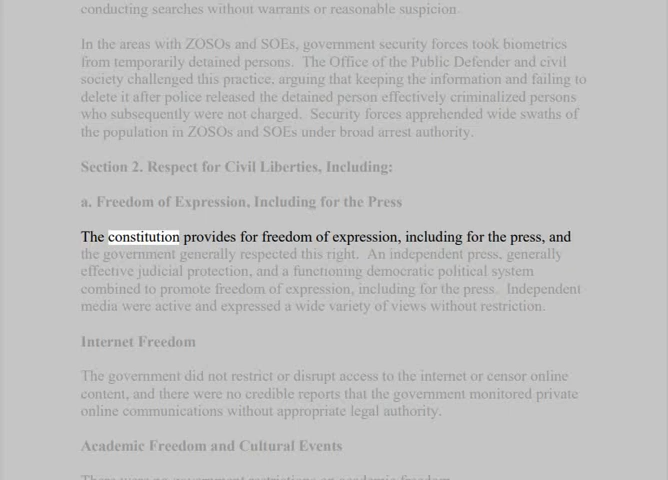 conducting searches without warrants or reasonable suspicion.
In the areas with ZOSOs and SOEs, government security forces took biometrics
from temporarily detained persons.  The Office of the Public Defender and civil
society challenged this practice, arguing that keeping the information and failing to
delete it after police released the detained person effectively criminalized persons
who subsequently were not charged.  Security forces apprehended wide swaths of
the population in ZOSOs and SOEs under broad arrest authority.
Section 2. Respect for Civil Liberties, Including:
a. Freedom of Expression, Including for the Press
The constitution provides for freedom of expression, including for the press, and
the government generally respected this right.  An independent press, generally
effective judicial protection, and a functioning democratic political system
combined to promote freedom of expression, including for the press.  Independent
media were active and expressed a wide variety of views without restriction.
Internet Freedom
The government did not restrict or disrupt access to the internet or censor online
content, and there were no credible reports that the government monitored private
online communications without appropriate legal authority.
Academic Freedom and Cultural Events
There were no government restrictions on academic freedom